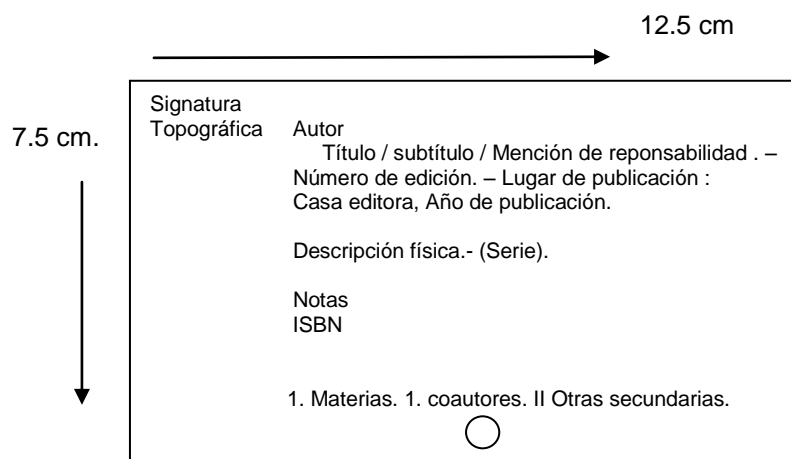 12.5 cm
7.5 cm.
Signatura
Topográfica Autor
Título / subtítulo / Mención de reponsabilidad . –
Número de edición. – Lugar de publicación :
Casa editora, Año de publicación.
Descripción física.- (Serie).
Notas
ISBN
1. Materias. 1. coautores. II Otras secundarias.